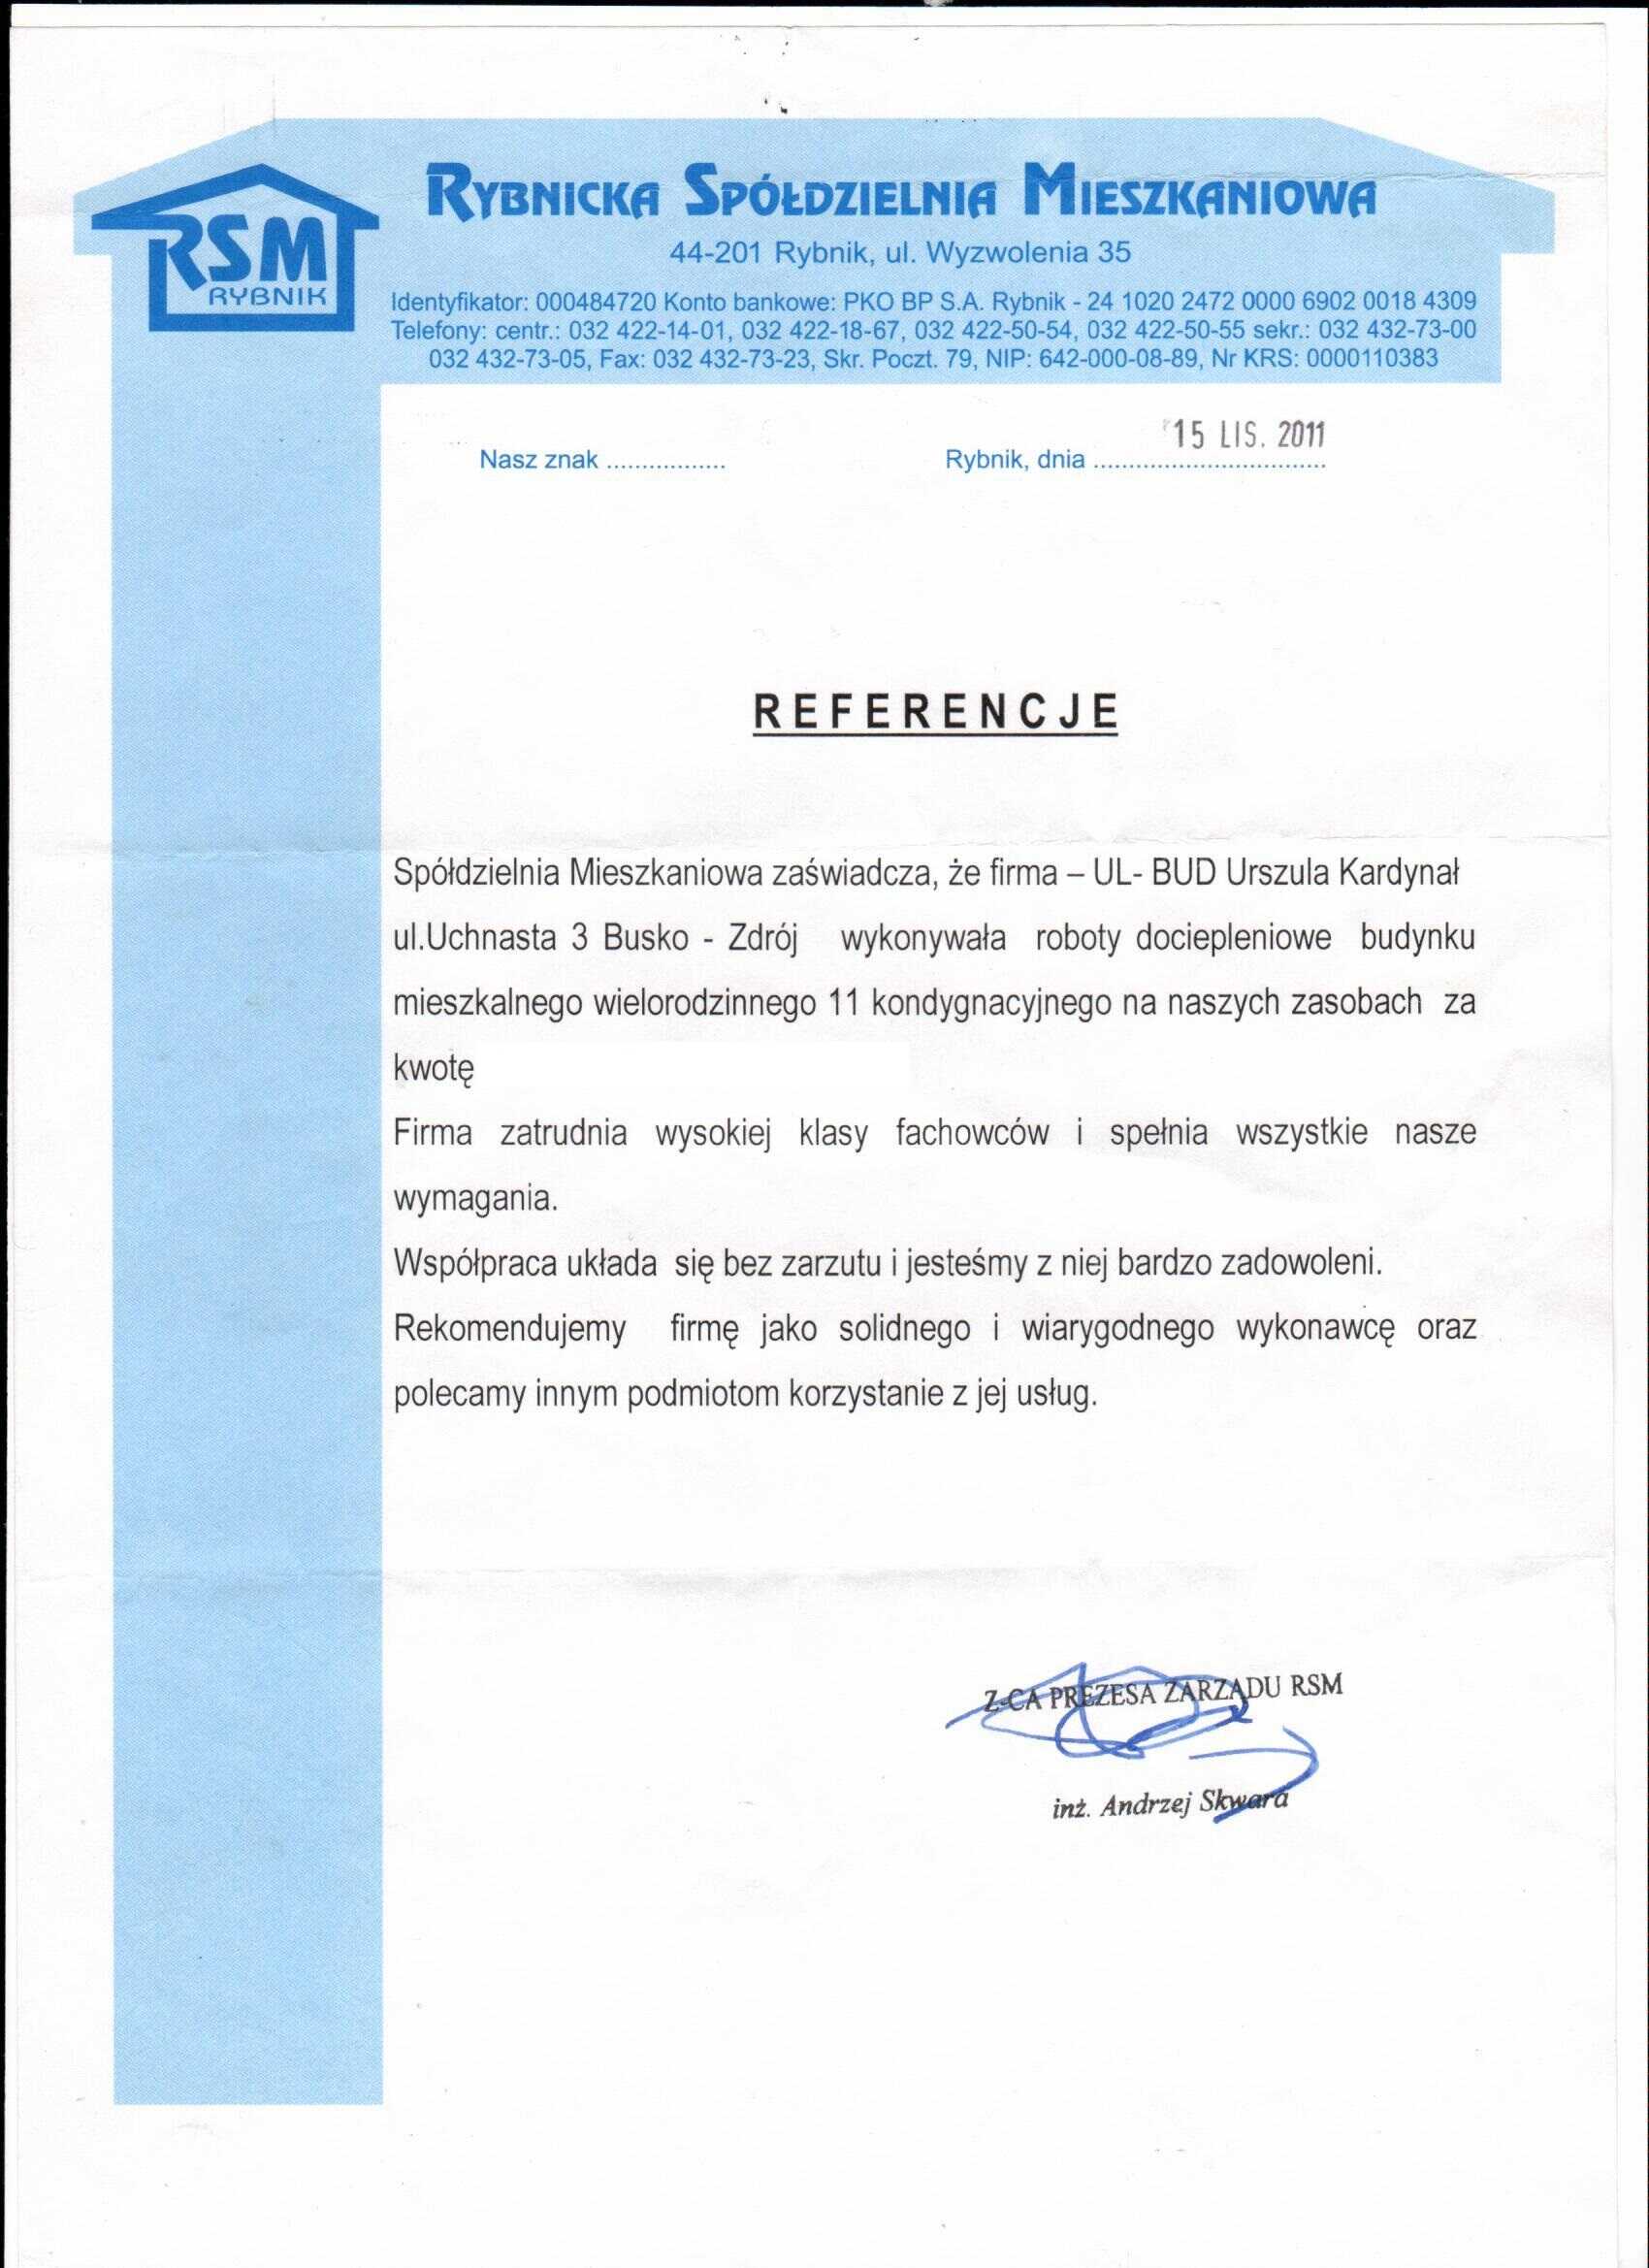 RSM
RYBNIK
RYBNICKA SPÓŁDZIELNIA MIESZKANIOWA
44-201 Rybnik, ul. Wyzwolenia 35
Identyfikator: 000484720 Konto bankowe: PKO BP S.A. Rybnik - 24 1020 2472 0000 6902 0018 4309
Telefony: centr.: 032 422-14-01, 032 422-18-67, 032 422-50-54, 032 422-50-55 sekr.: 032 432-73-00
032 432-73-05, Fax: 032 432-73-23, Skr. Poczt. 79, NIP: 642-000-08-89, Nr KRS: 0000110383
15 LIS. 2011
Nasz znak ................. Rybnik, dnia .................................
REFERENCJE
Spółdzielnia Mieszkaniowa zaświadcza, że firma – UL- BUD Urszula Kardynał
ul.Uchnasta 3 Busko - Zdrój wykonywała roboty dociepleniowe budynku
mieszkalnego wielorodzinnego 11 kondygnacyjnego na naszych zasobach za
kwotę
Firma zatrudnia wysokiej klasy fachowców i spełnia wszystkie nasze
wymagania.
Współpraca układa się bez zarzutu i jesteśmy z niej bardzo zadowoleni.
Rekomendujemy firmę jako solidnego i wiarygodnego wykonawcę oraz
polecamy innym podmiotom korzystanie z jej usług.
Z-CA PREZESA ZARZĄDU RSM
inż. Andrzej Skwara